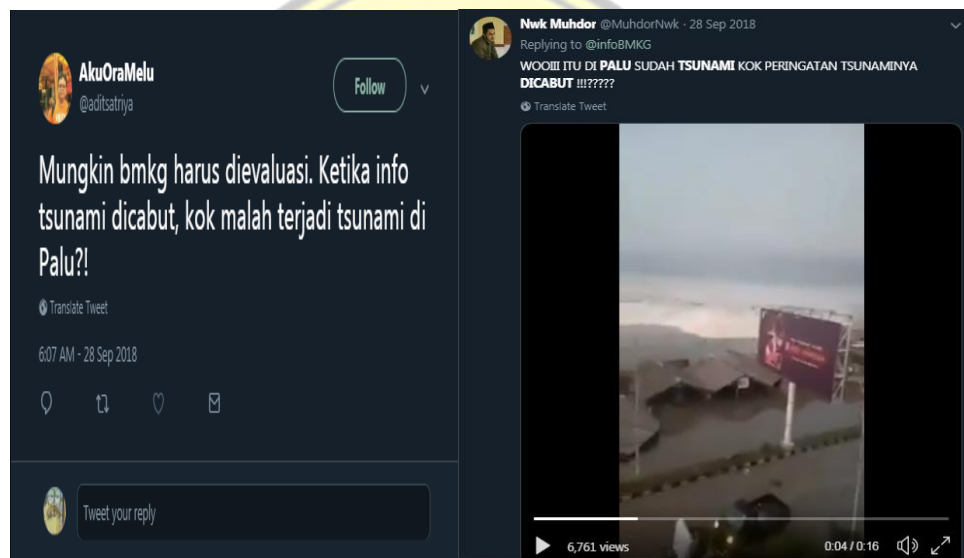 AkuOraMelu
@aditsatriya
Follow
Mungkin bmkg harus dievaluasi. Ketika info
tsunami dicabut, kok malah terjadi tsunami di
Palu?!
Translate Tweet
6:07 AM - 28 Sep 2018
Tweet your reply
Nwk Muhdor @MuhdorNwk · 28 Sep 2018
Replying to @infoBMKG
WOOIII ITU DI PALU SUDAH TSUNAMI KOK PERINGATAN TSUNAMINYA
DICABUT !!!?????
Translate Tweet
6,761 views
0:04 / 0:16